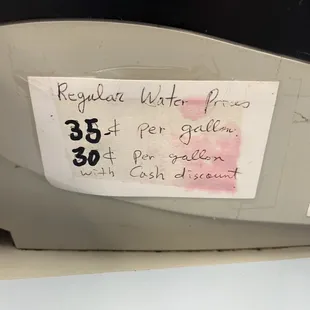 Regular Water Prices
35¢ per gallon.
30¢ per gallon
with Cash discount